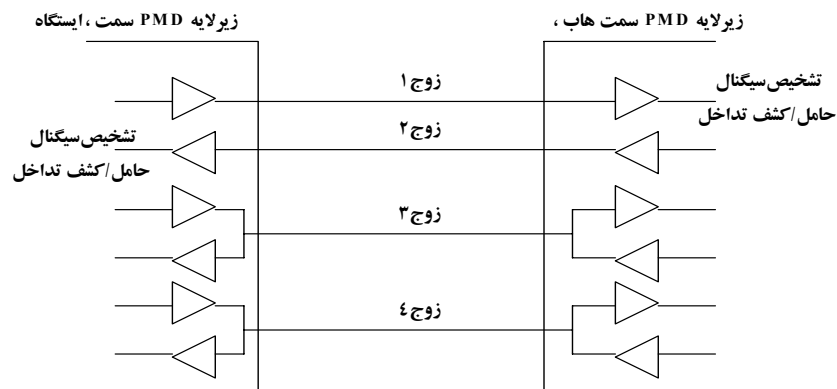 زیرلایه PMD سمت هاب ،
زیرلایه PMD سمت ،ایستگاه
تشخیص سیگنال
حامل/کشف تداخل
زوج ۱
زوج ۲
تشخیص سیگنال
حامل/کشف تداخل
زوج ۳
زوج ٤